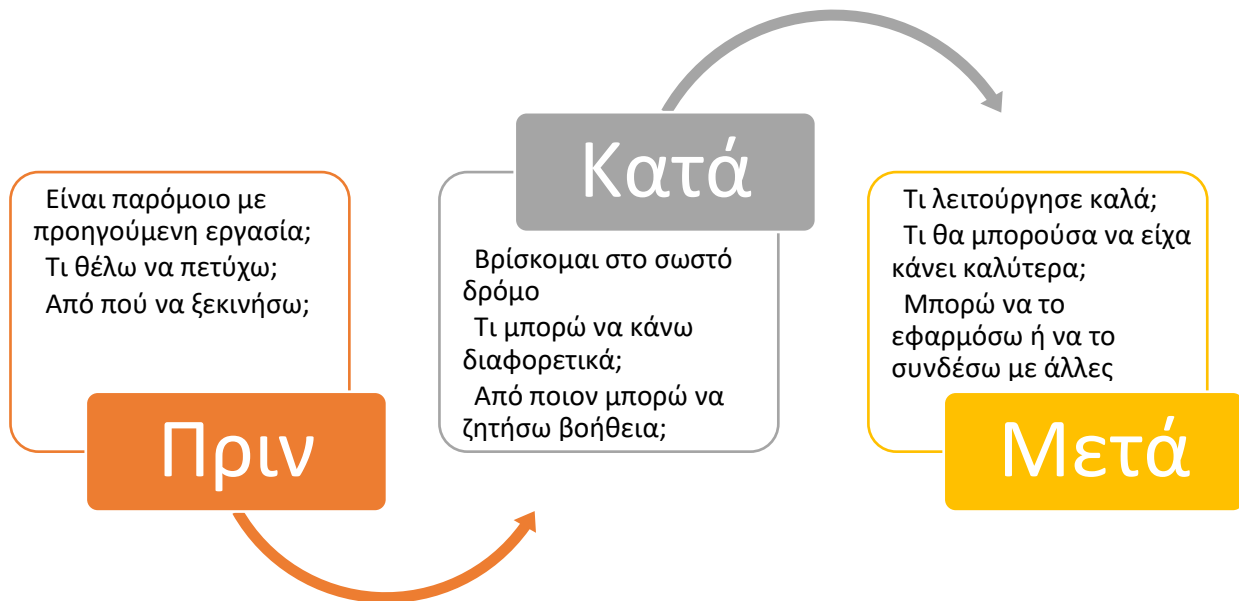 Είναι παρόμοιο με
προηγούμενη εργασία;
Τι θέλω να πετύχω;
Από πού να ξεκινήσω;
Πριν
Κατά
Βρίσκομαι στο σωστό
δρόμο
Τι μπορώ να κάνω
διαφορετικά;
Από ποιον μπορώ να
ζητήσω βοήθεια;
Τι λειτούργησε καλά;
Τι θα μπορούσα να είχα
κάνει καλύτερα;
Μπορώ να το
εφαρμόσω ή να το
συνδέσω με άλλες
Μετά